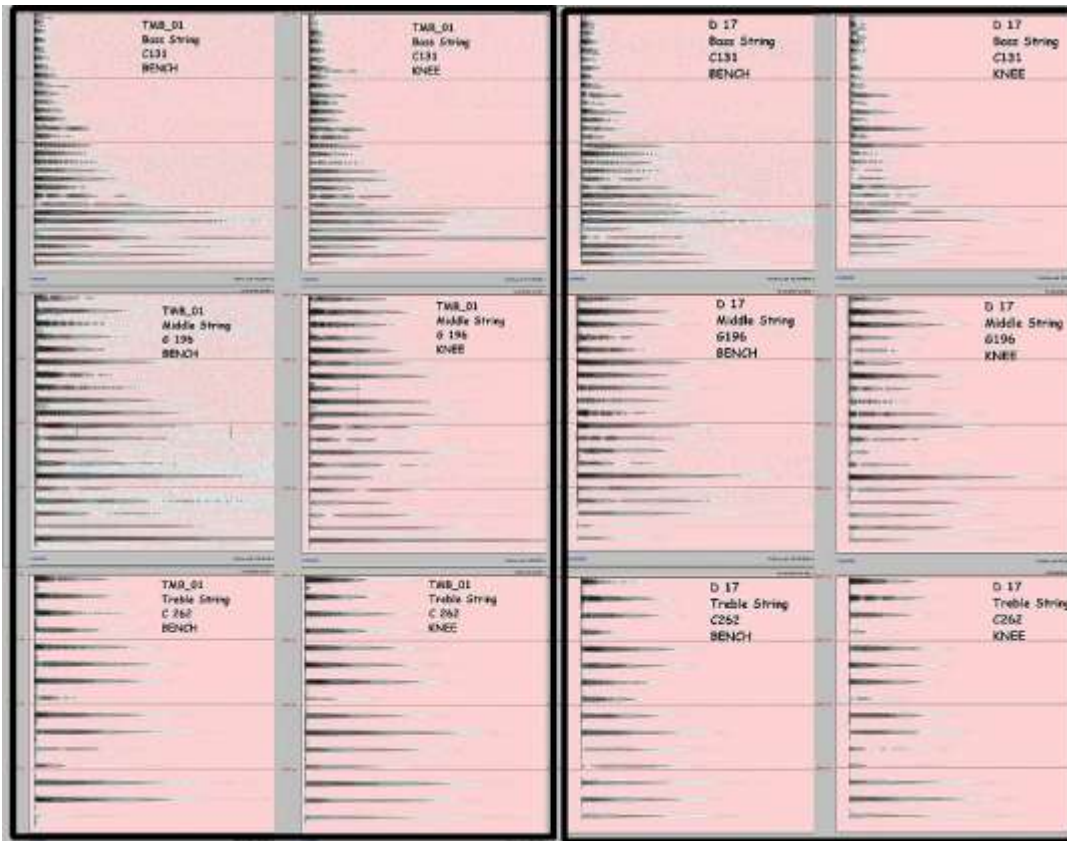 TMB_01
Bass String
C131
BENCH
TMB_01
Bass String
C131
KNEE
D 17
Bass String
C131
BENCH
D 17
Bass String
C131
KNEE
TMB_01
Middle String
G 196
BENCH
TMB_01
Middle String
G 196
KNEE
D 17
Middle String
G196
BENCH
D 17
Middle String
G196
KNEE
TMB_01
Treble String
C 262
BENCH
TMB_01
Treble String
C 262
KNEE
D 17
Treble String
C262
BENCH
D 17
Treble String
C262
KNEE